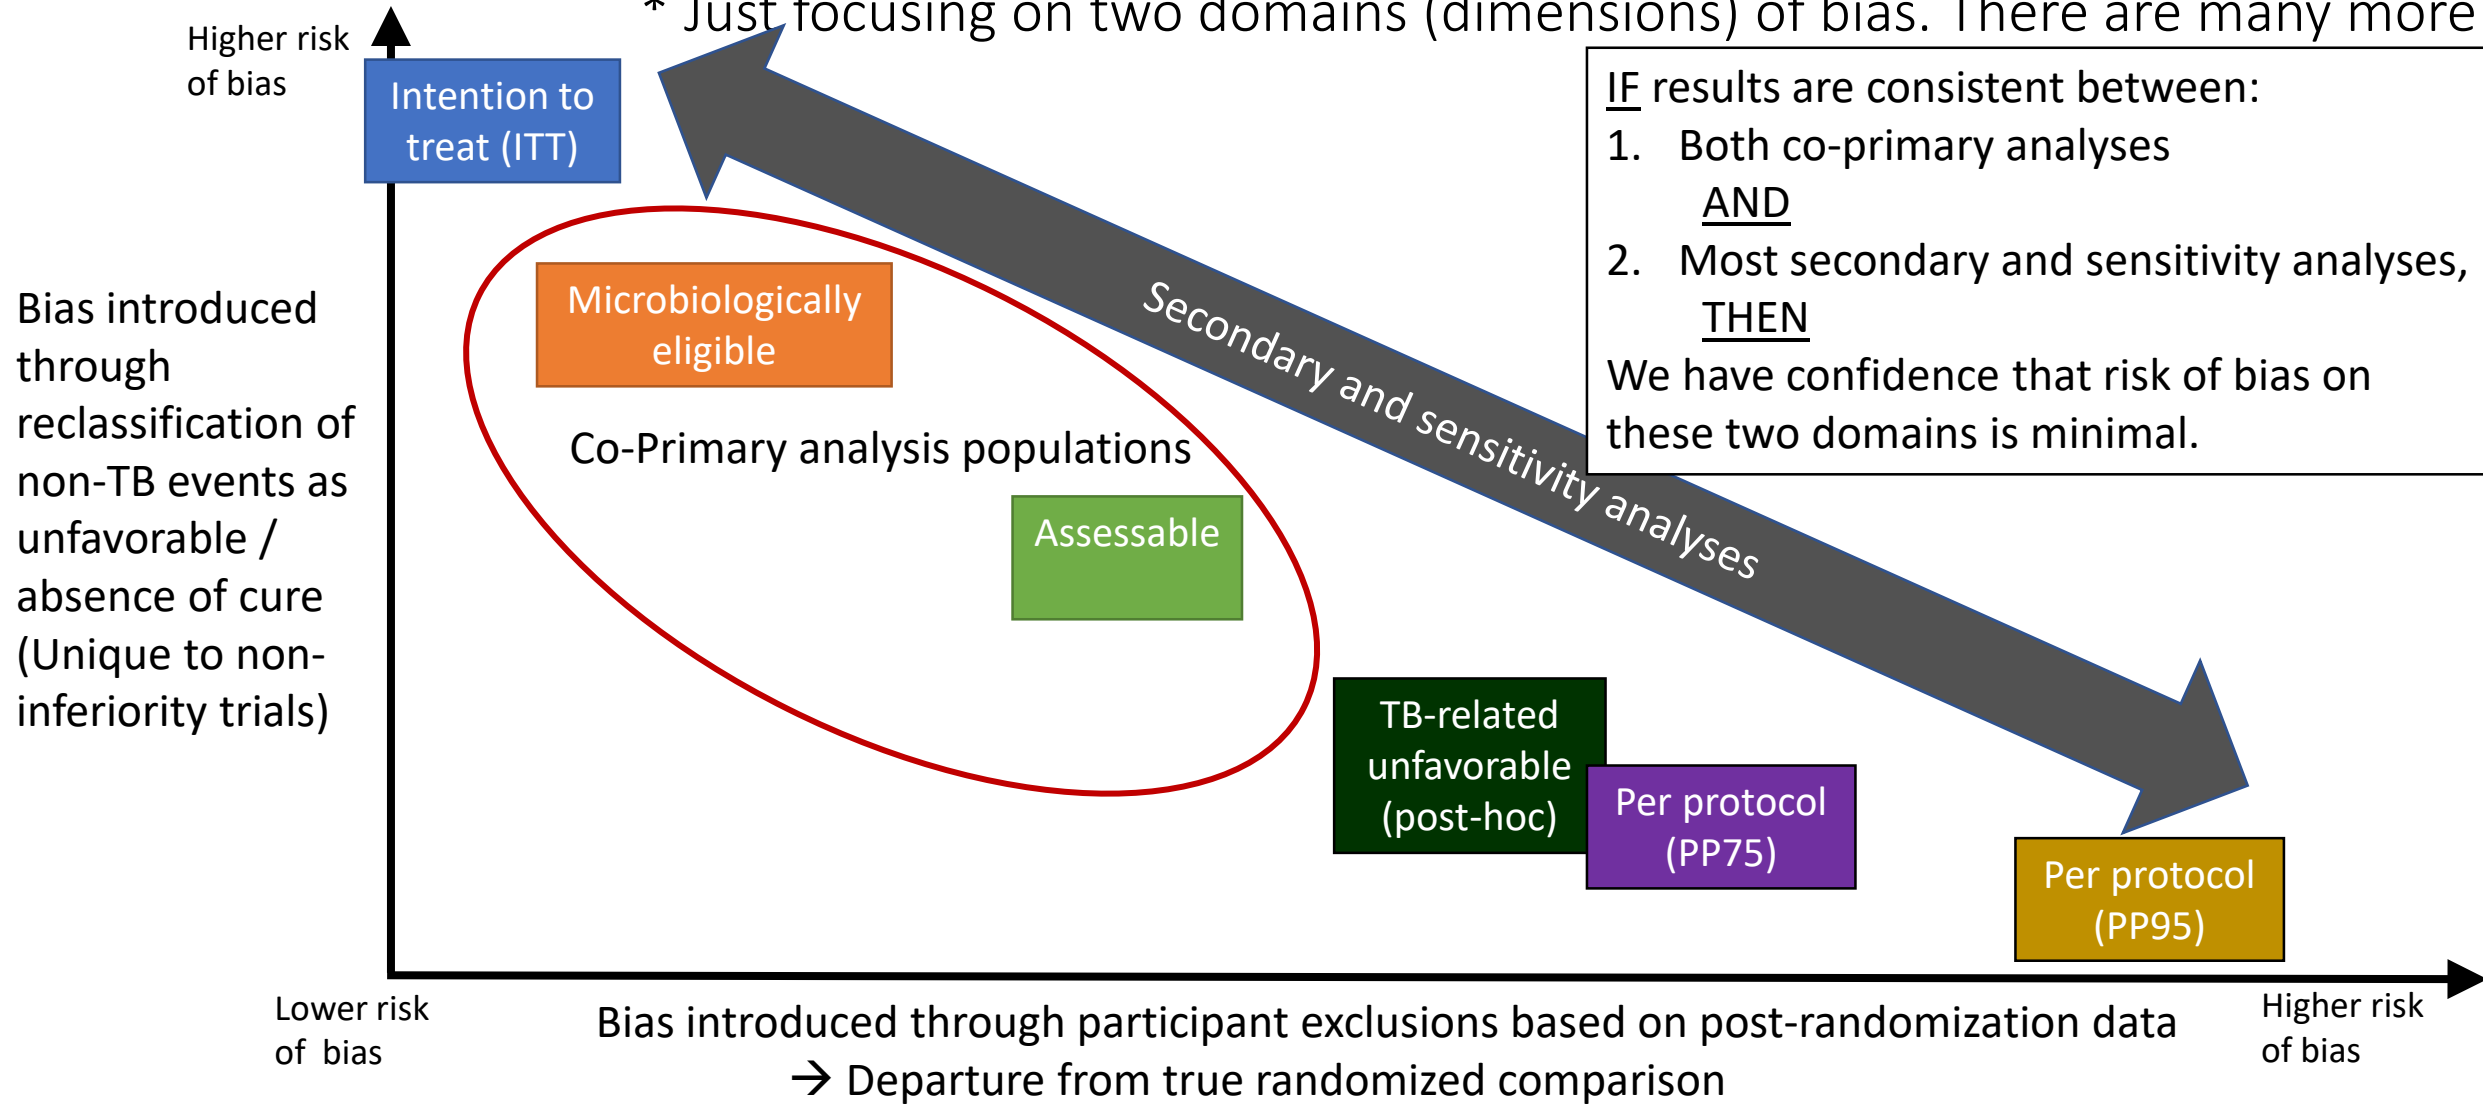 * Just focusing on two domains (dimensions) of bias. There are many more
Higher risk
of bias
Intention to
treat (ITT)
IF results are consistent between:
1. Both co-primary analyses
AND
2. Most secondary and sensitivity analyses,
THEN
We have confidence that risk of bias on
these two domains is minimal.
Bias introduced
through
reclassification of
non-TB events as
unfavorable /
absence of cure
(Unique to non-
inferiority trials)
Microbiologically
eligible
Co-Primary analysis populations
Assessable
Secondary and sensitivity analyses
TB-related
unfavorable
(post-hoc)
Per protocol
(PP75)
Per protocol
(PP95)
Lower risk
of bias
Bias introduced through participant exclusions based on post-randomization data
→ Departure from true randomized comparison
Higher risk
of bias